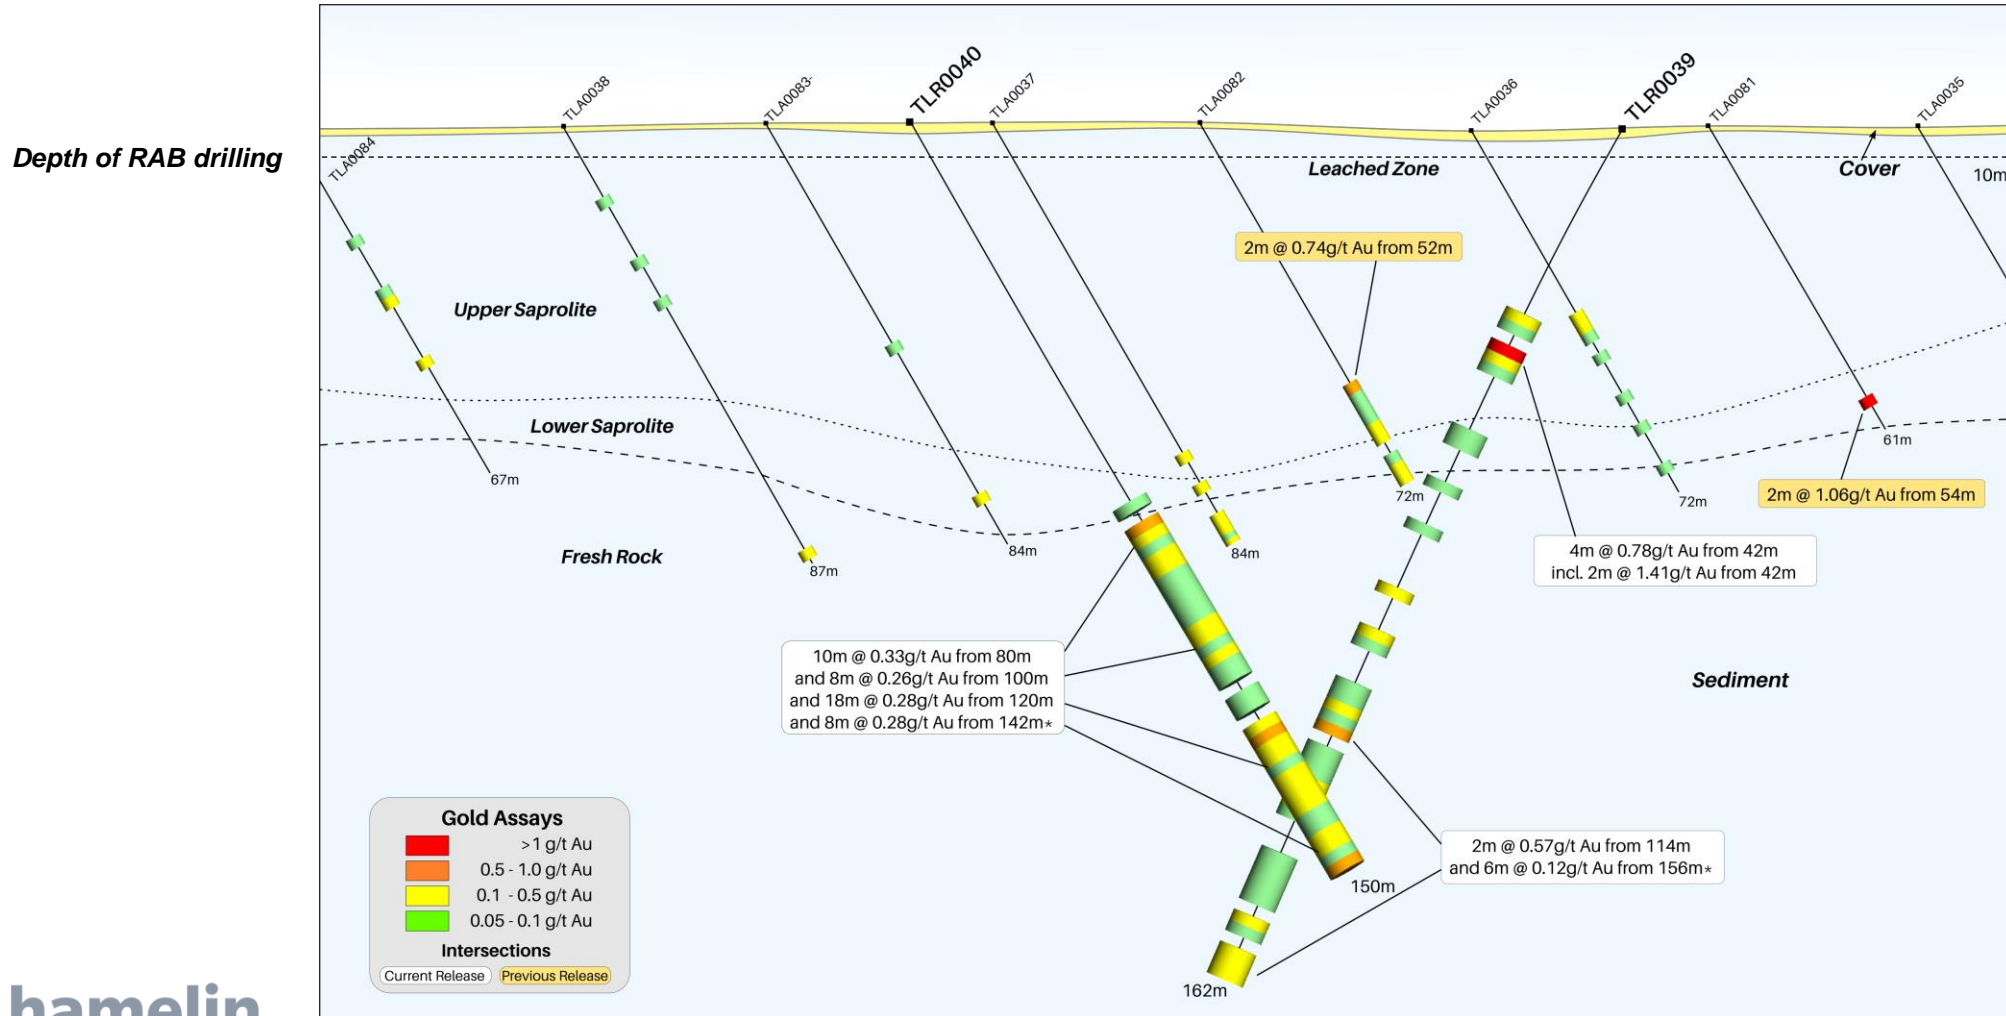 TLA0038
TLA0083-
TLR0040
TLA0037
TLA0082
TLA0036
TLR0039
TLA0081
TLA0035
Depth of RAB drilling
TLA0084
Leached Zone
Cover
10m
2m @ 0.74g/t Au from 52m
Upper Saprolite
Lower Saprolite
61m
67m
72m
72m
2m @ 1.06g/t Au from 54m
Fresh Rock
87m
84m
84m
4m @ 0.78g/t Au from 42m
incl. 2m @ 1.41g/t Au from 42m
10m @ 0.33g/t Au from 80m
and 8m @ 0.26g/t Au from 100m
and 18m @ 0.28g/t Au from 120m
and 8m @ 0.28g/t Au from 142m*
Sediment
Gold Assays
>1 g/t Au
0.5 - 1.0 g/t Au
0.1 - 0.5 g/t Au
0.05 - 0.1 g/t Au
Intersections
Current Release
Previous Release
2m @ 0.57g/t Au from 114m
and 6m @ 0.12g/t Au from 156m*
150m
162m
hamelin